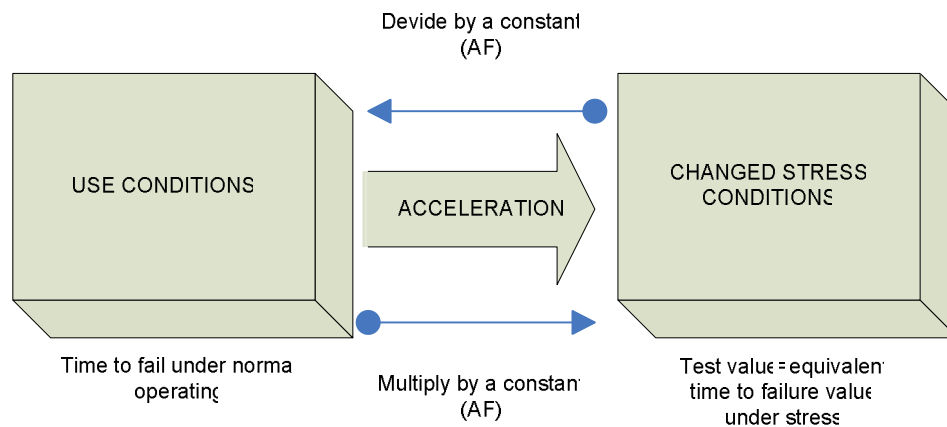 Devide by a constant
(AF)
USE CONDITIONS
ACCELERATION
CHANGED STRESS
CONDITIONS
Time to fail under norma
operating
Multiply by a constant
(AF)
Test value = equivalent
time to failure value
under stress